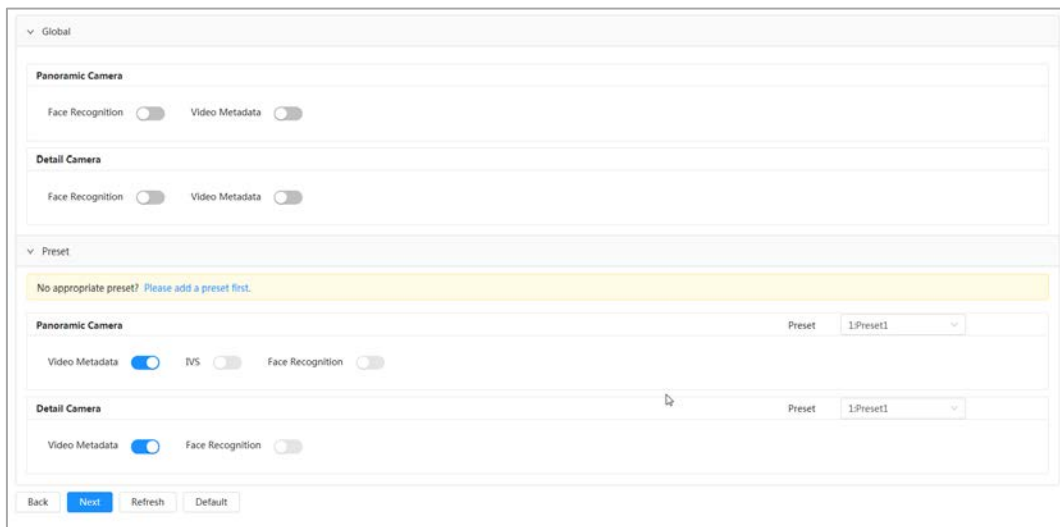 Global
Panoramic Camera
Face Recognition Video Metadata
Detail Camera
Face Recognition Video Metadata
Preset
No appropriate preset? Please add a preset first.
Panoramic Camera Preset 1:Preset1
Video Metadata IVS Face Recognition
Detail Camera Preset 1:Preset1
Video Metadata Face Recognition
Back Next Refresh Default